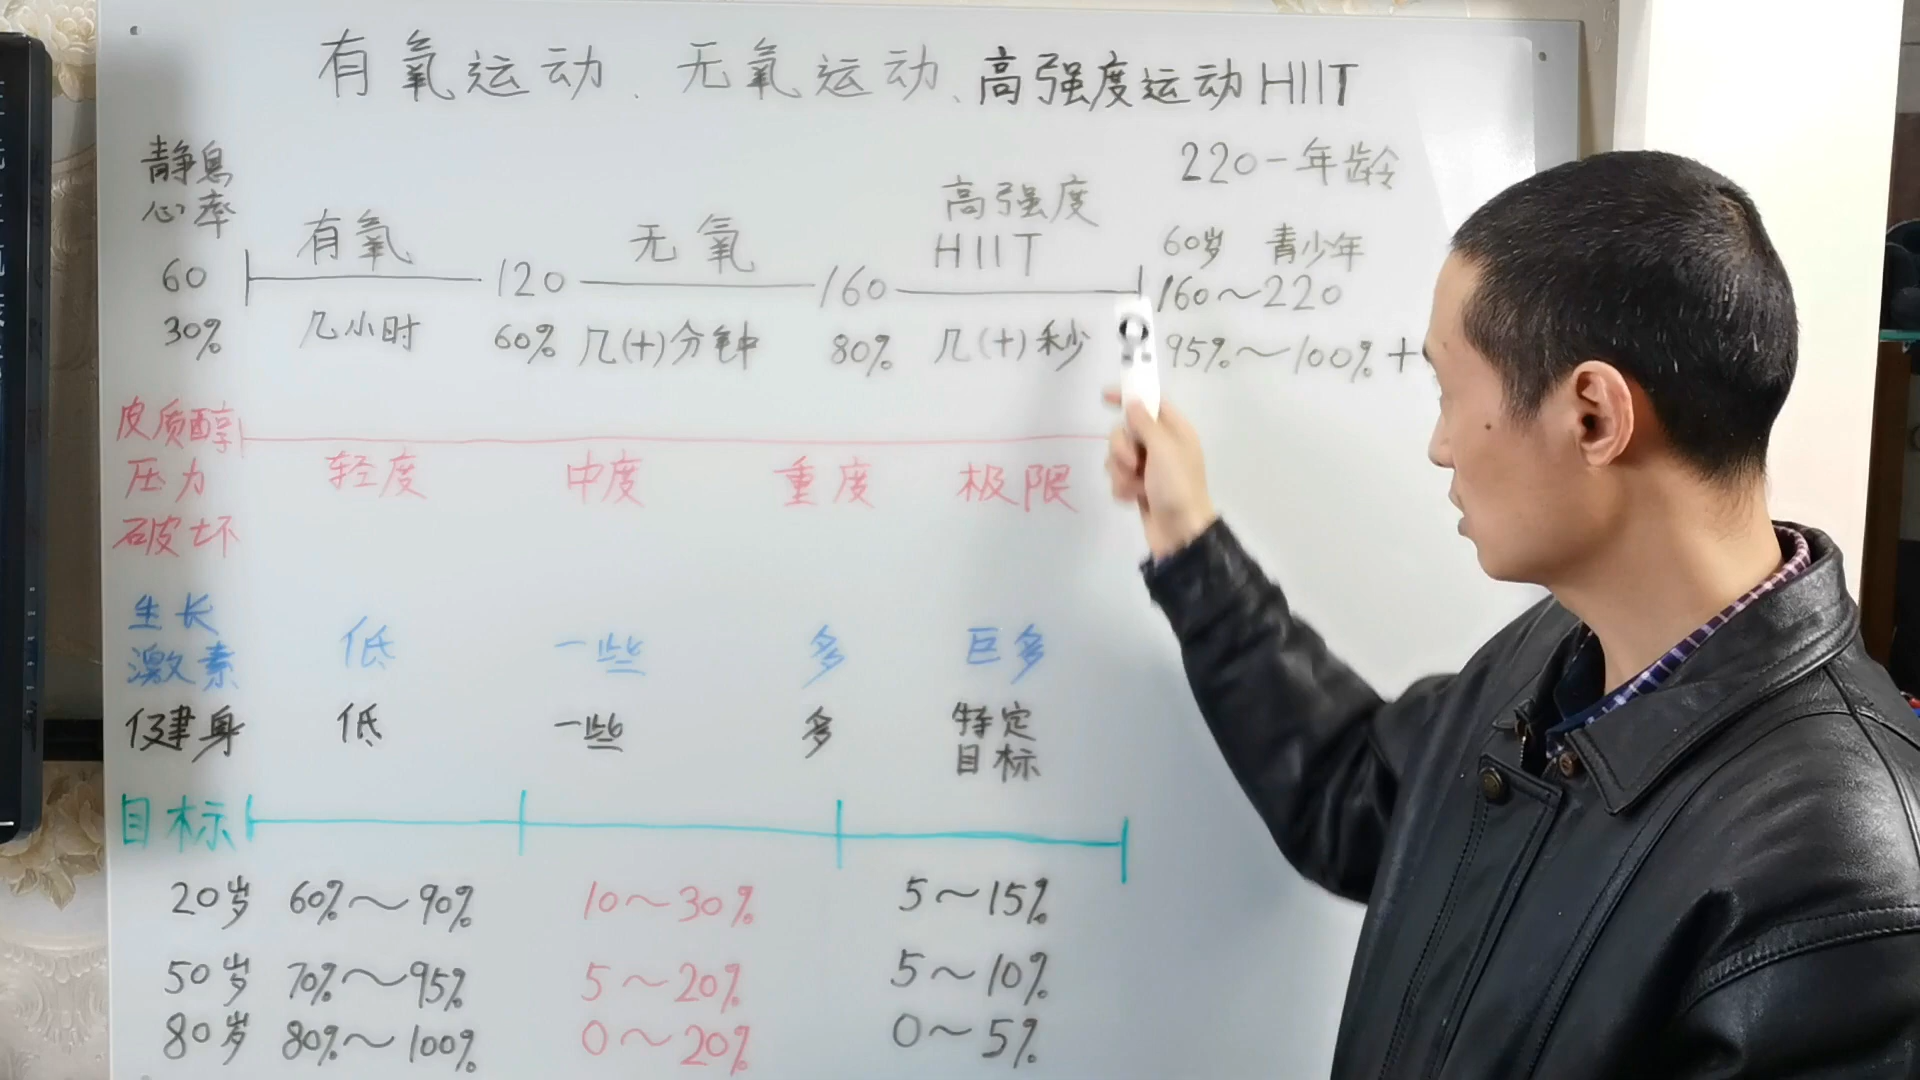 有氧运动、无氧运动、高强度运动HIIT
220-年龄
静息
心率
有氧 无氧 高强度
HIIT
60岁 青少年
60 120 160 160~220
30% 几小时 60% 几(十)分钟 80% 几(十)秒 95%~100%+
皮质醇
压力 轻度 中度 重度 极限
破坏
生长
激素 低 一些 多 巨多
健身 低 一些 多 特定
目标
目标
20岁 60%~90% 10~30% 5~15%
50岁 70%~95% 5~20% 5~10%
80岁 80%~100% 0~20% 0~5%